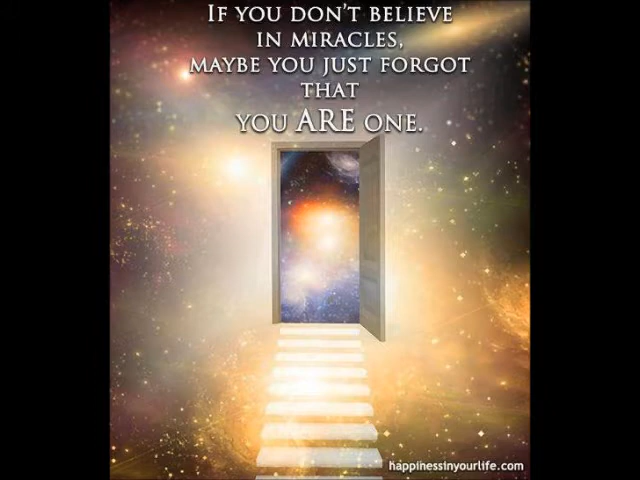 If you don't believe
in miracles,
maybe you just forgot
that
you ARE one.
happinessinyourlife.com